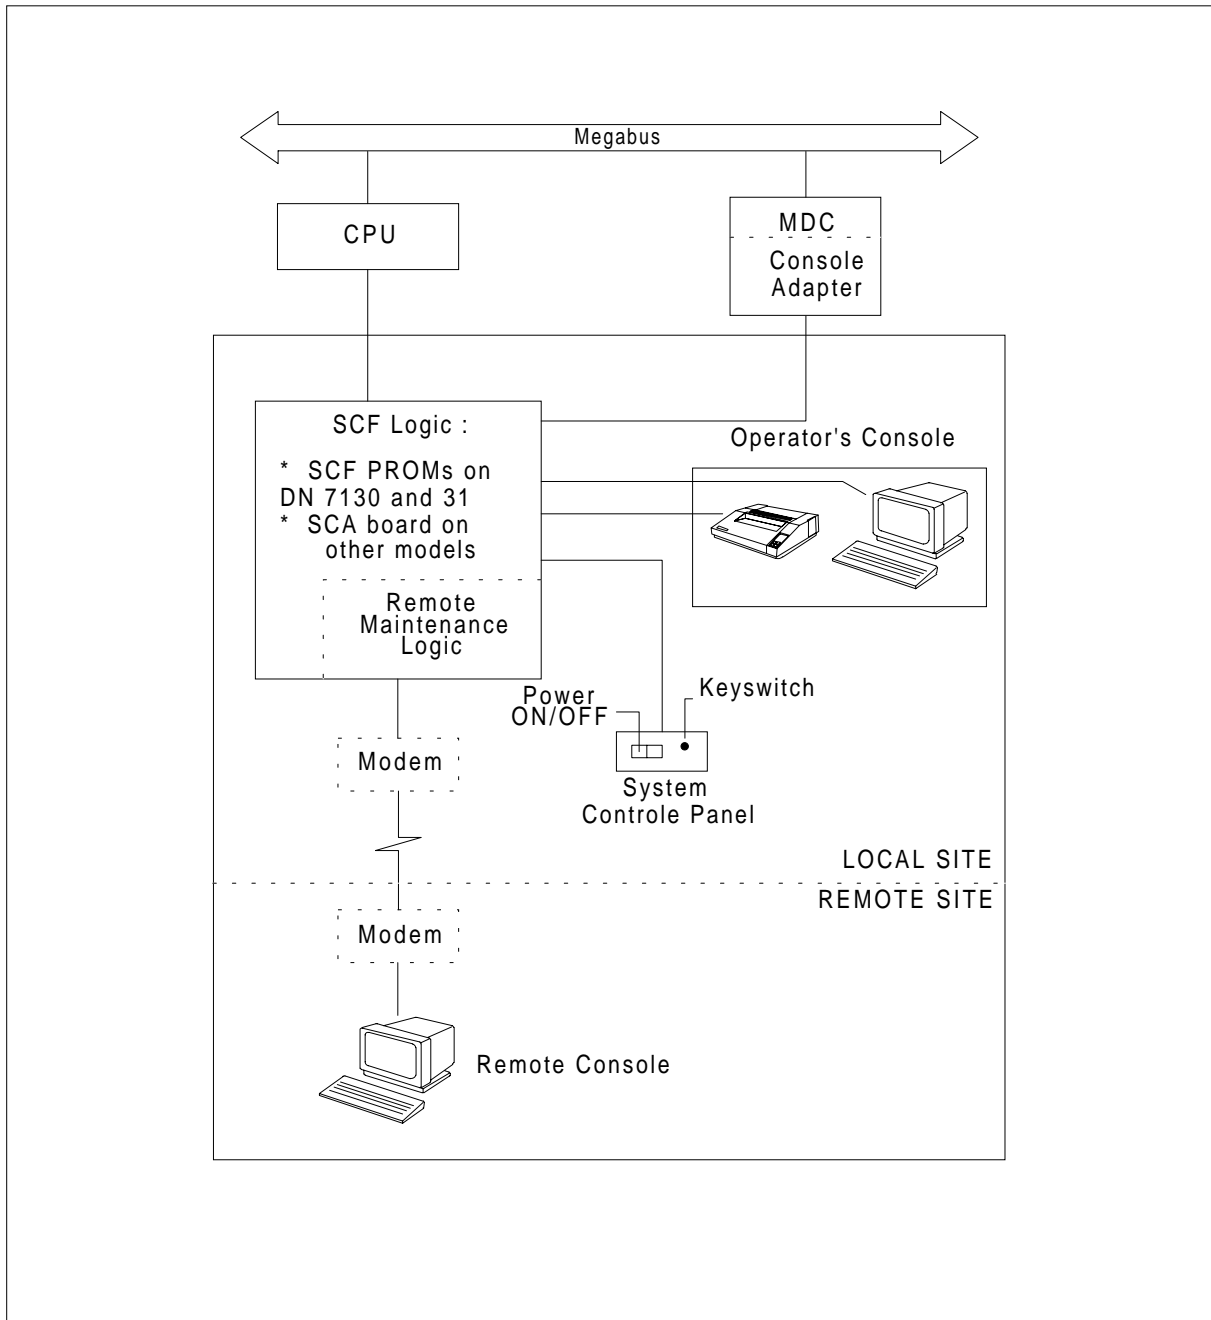 Megabus
CPU
MDC
Console
Adapter
SCF Logic :
* SCF PROMs on
DN 7130 and 31
* SCA board on
other models
Remote
Maintenance
Logic
Operator's Console
Power
ON/OFF
Keyswitch
System
Controle Panel
Modem
LOCAL SITE
REMOTE SITE
Modem
Remote Console